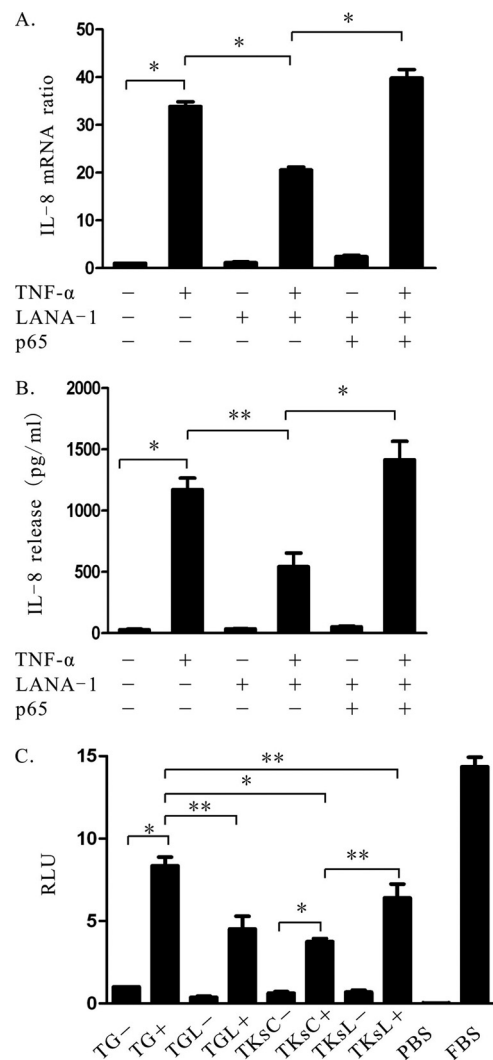 A.
50
40
30
20
10
0
IL-8 mRNA ratio
* * *
TNF-α − + − + − +
LANA-1 − − + + + +
p65 − − − − + +
B.
2000
1500
1000
500
0
IL-8 release (pg/ml)
* ** *
TNF-α − + − + − +
LANA-1 − − + + + +
p65 − − − − + +
C.
15
10
5
0
RLU
**
*
* ** * **
TG− TG+ TGL− TGL+ TKsC− TKsC+ TKsL− TKsL+ PBS FBS